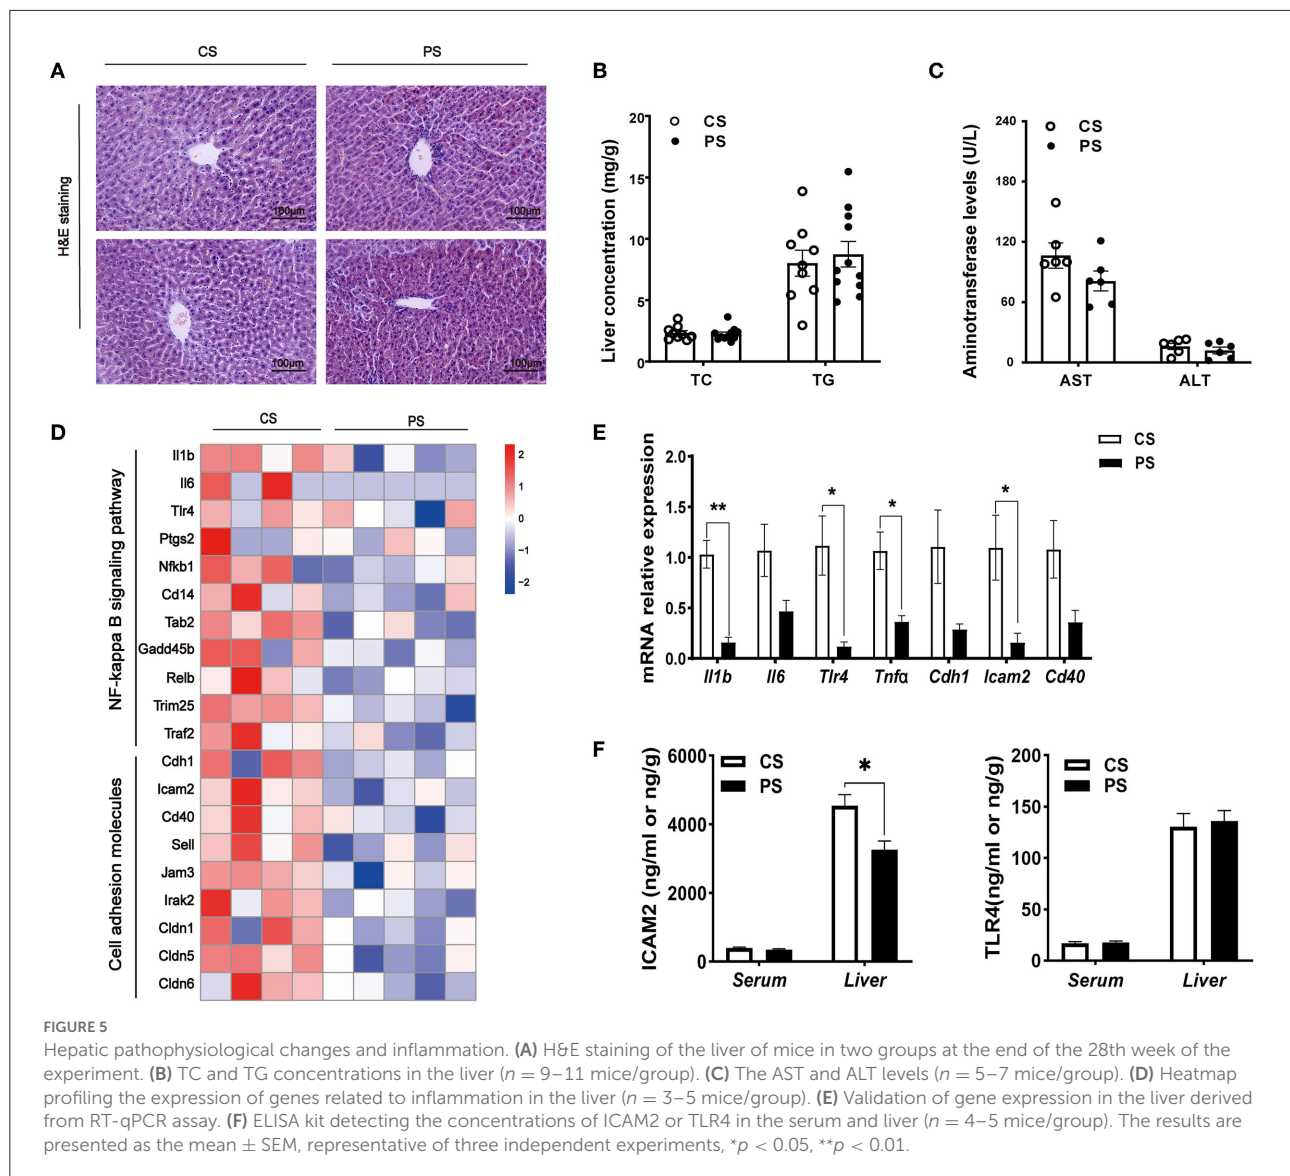 CS
PS
A
H&E staining
100μm
100μm
100μm
100μm
B
Liver concentration (mg/g)
20
15
10
5
0
CS
PS
TC
TG
C
Aminotransferase levels (U/L)
240
180
120
60
0
CS
PS
AST
ALT
D
CS
PS
NF-kappa B signaling pathway
Il1b
Il6
Tlr4
Ptgs2
Nfkb1
Cd14
Tab2
Gadd45b
Relb
Trim25
Traf2
Cell adhesion molecules
Cdh1
Icam2
Cd40
Sell
Jam3
Irak2
Cldn1
Cldn5
Cldn6
2
1
0
−1
−2
E
mRNA relative expression
2.0
1.5
1.0
0.5
0.0
CS
PS
**
*
*
*
Il1b
Il6
Tlr4
Tnfα
Cdh1
Icam2
Cd40
F
ICAM2 (ng/ml or ng/g)
6000
4000
2000
0
CS
PS
*
Serum
Liver
TLR4(ng/ml or ng/g)
200
150
100
50
0
CS
PS
Serum
Liver
FIGURE 5
Hepatic pathophysiological changes and inflammation. (A) H&E staining of the liver of mice in two groups at the end of the 28th week of the
experiment. (B) TC and TG concentrations in the liver (n = 9–11 mice/group). (C) The AST and ALT levels (n = 5–7 mice/group). (D) Heatmap
profiling the expression of genes related to inflammation in the liver (n = 3–5 mice/group). (E) Validation of gene expression in the liver derived
from RT-qPCR assay. (F) ELISA kit detecting the concentrations of ICAM2 or TLR4 in the serum and liver (n = 4–5 mice/group). The results are
presented as the mean ± SEM, representative of three independent experiments, *p < 0.05, **p < 0.01.